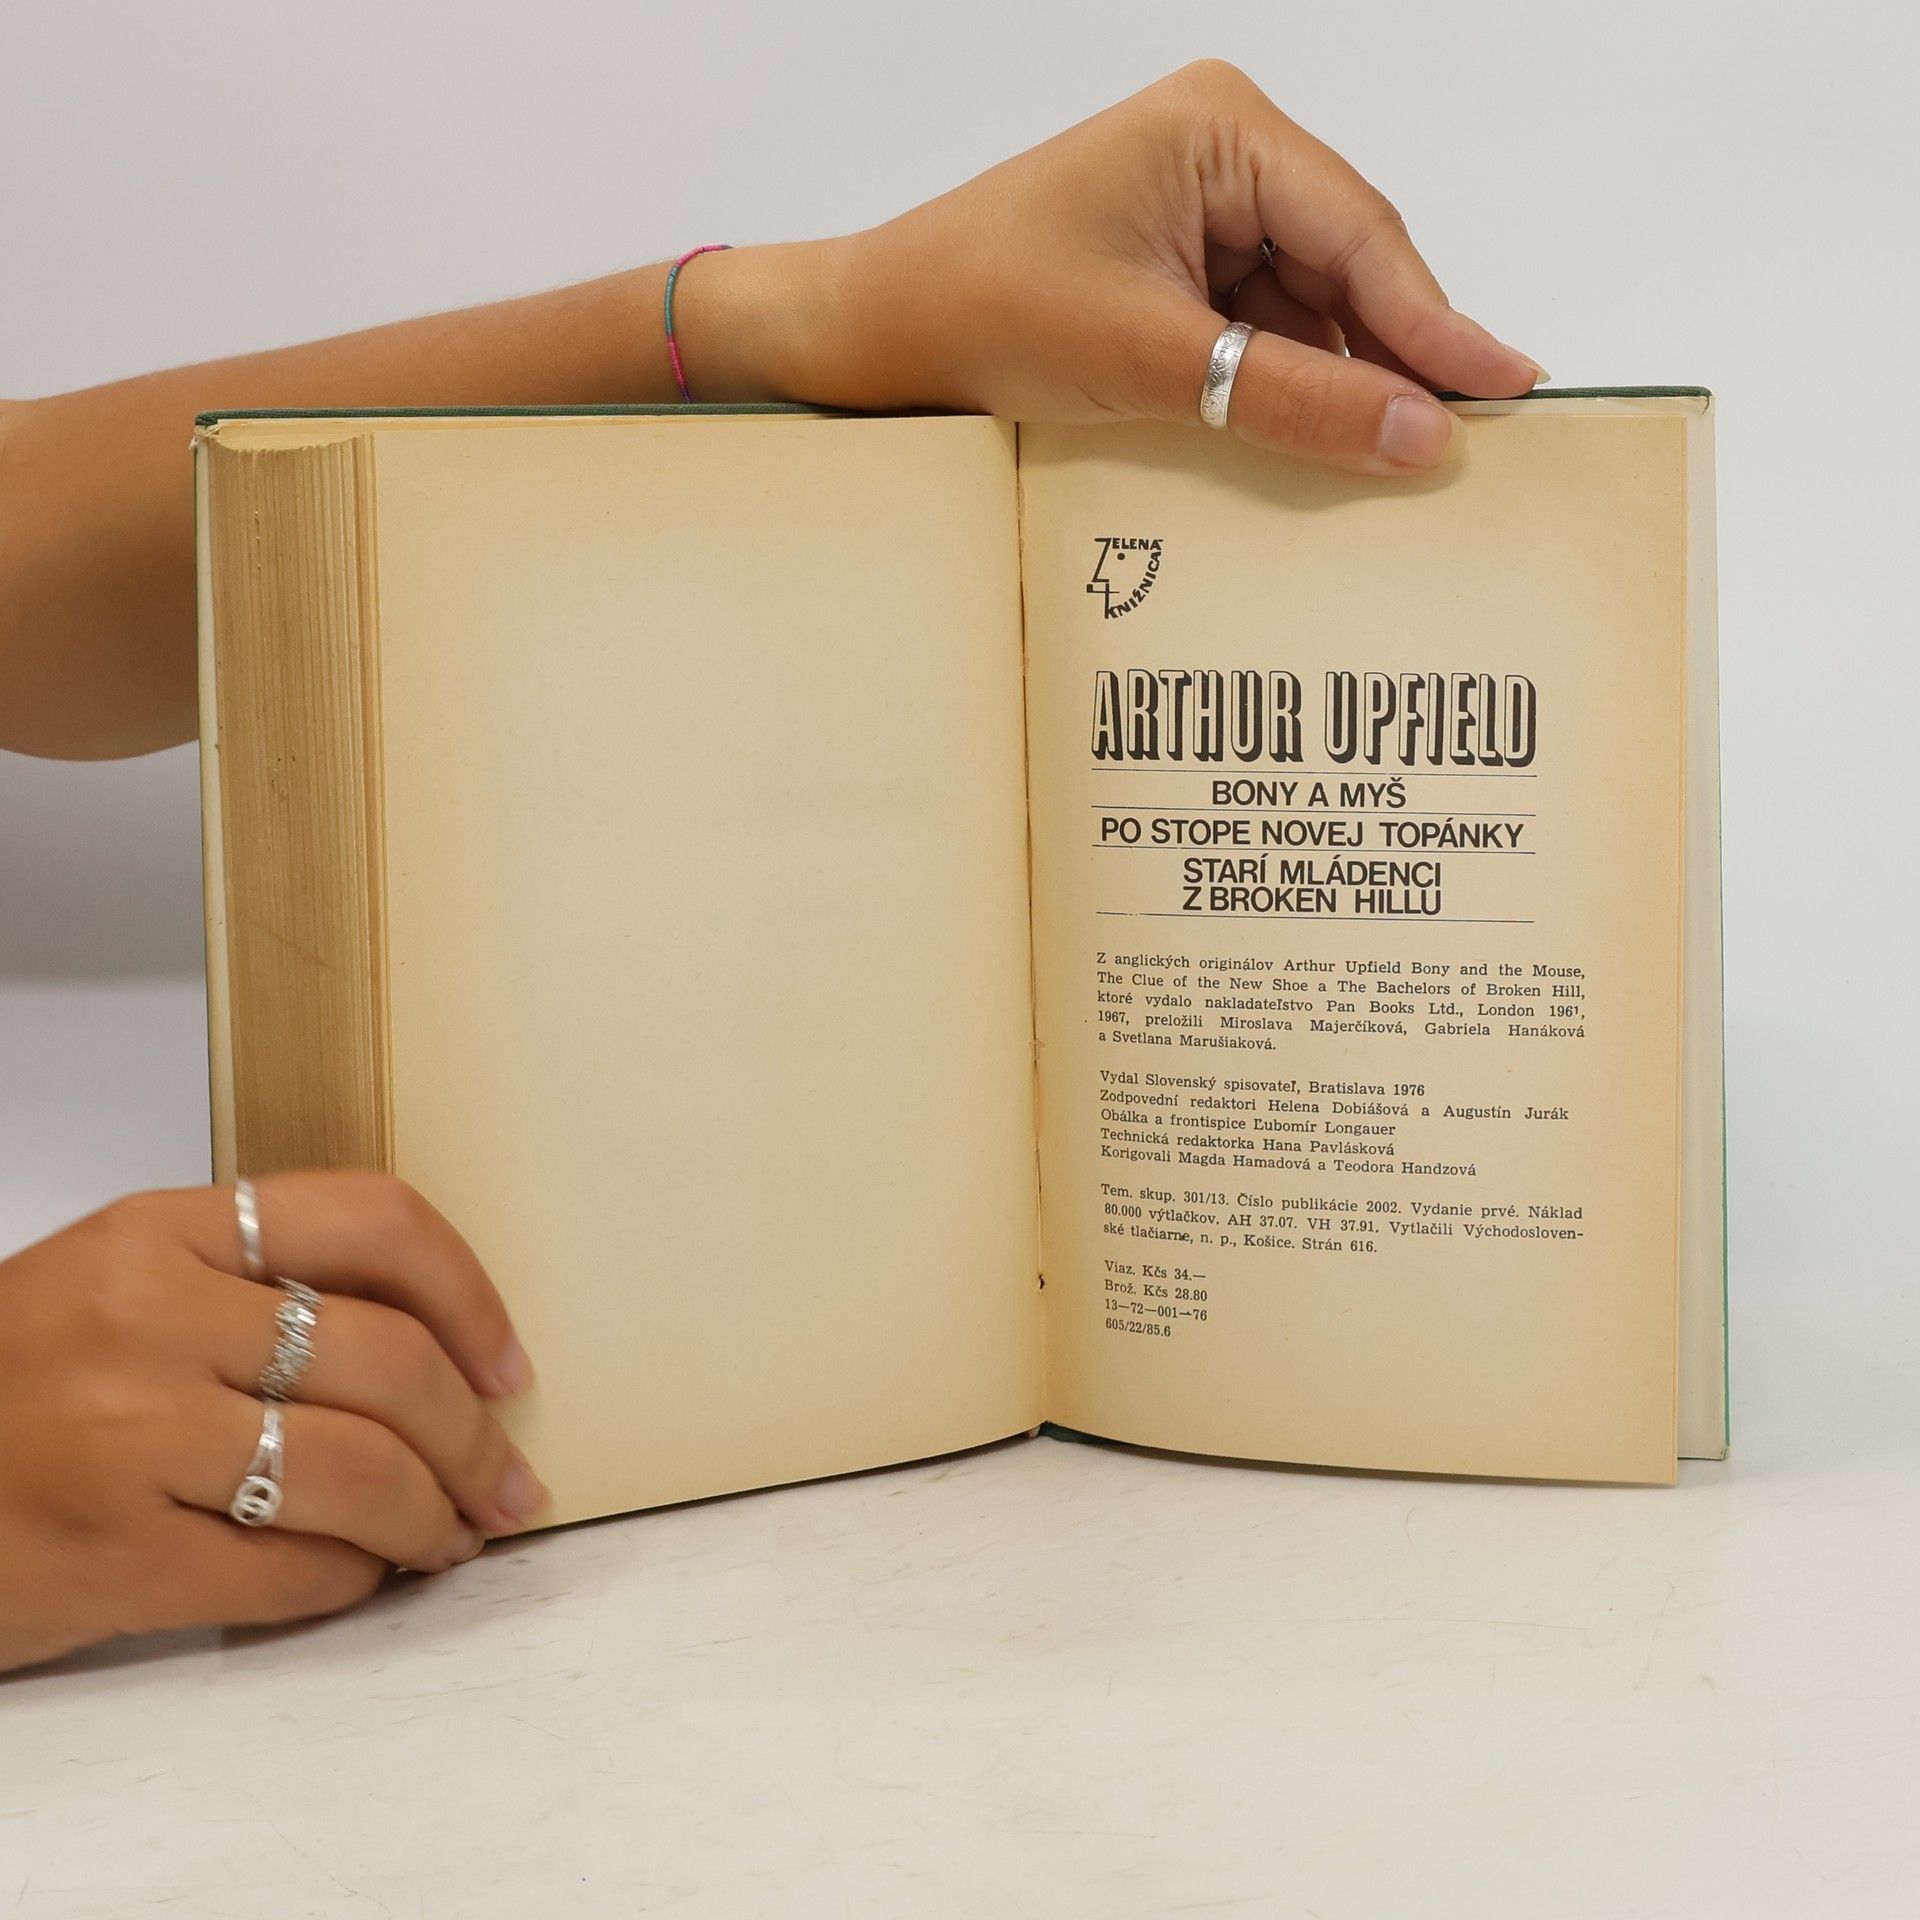 ZELENÁ
KNIŽNICA
ARTHUR UPFIELD
BONY A MYŠ
PO STOPE NOVEJ TOPÁNKY
STARÍ MLÁDENCI
Z BROKEN HILLU
Z anglických originálov Arthur Upfield Bony and the Mouse,
The Clue of the New Shoe a The Bachelors of Broken Hill,
ktoré vydalo nakladateľstvo Pan Books Ltd., London 1961,
1967, preložili Miroslava Majerčíková, Gabriela Hanáková
a Svetlana Marušiaková.
Vydal Slovenský spisovateľ, Bratislava 1976
Zodpovední redaktori Helena Dobiášová a Augustín Jurák
Obálka a frontispice Ľubomír Longauer
Technická redaktorka Hana Pavlásková
Korigovali Magda Hamadová a Teodora Handzová
Tem. skup. 301/13. Číslo publikácie 2002. Vydanie prvé. Náklad
80.000 výtlačkov. AH 37.07. VH 37.91. Vytlačili Východosloven-
ské tlačiarne, n. p., Košice. Strán 616.
Viaz. Kčs 34.—
Brož. Kčs 28.80
13—72—001—76
605/22/85.6